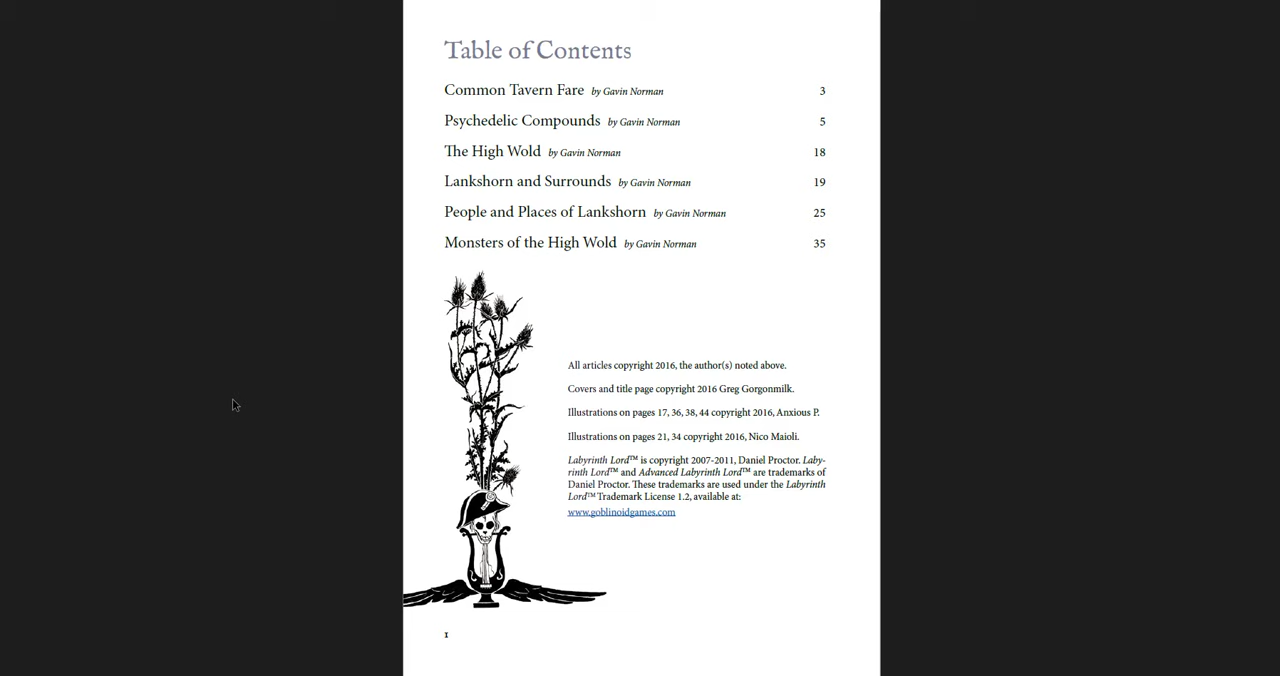 Table of Contents
Common Tavern Fare by Gavin Norman 3
Psychedelic Compounds by Gavin Norman 5
The High Wold by Gavin Norman 18
Lankshorn and Surrounds by Gavin Norman 19
People and Places of Lankshorn by Gavin Norman 25
Monsters of the High Wold by Gavin Norman 35
All articles copyright 2016, the author(s) noted above.
Covers and title page copyright 2016 Greg Gorgonmilk.
Illustrations on pages 17, 36, 38, 44 copyright 2016, Anxious P.
Illustrations on pages 21, 34 copyright 2016, Nico Maioli.
Labyrinth Lord™ is copyright 2007-2011, Daniel Proctor. Laby-
rinth Lord™ and Advanced Labyrinth Lord™ are trademarks of
Daniel Proctor. These trademarks are used under the Labyrinth
Lord™ Trademark License 1.2, available at:
www.goblinoidgames.com
1